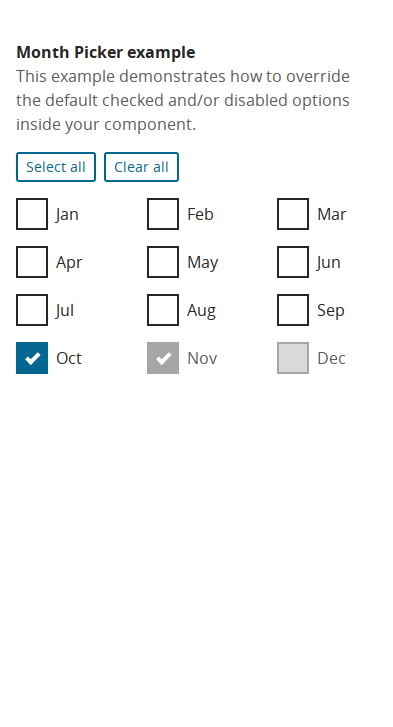 Month Picker example
This example demonstrates how to override
the default checked and/or disabled options
inside your component.
Select all Clear all
Jan Feb Mar
Apr May Jun
Jul Aug Sep
Oct Nov Dec